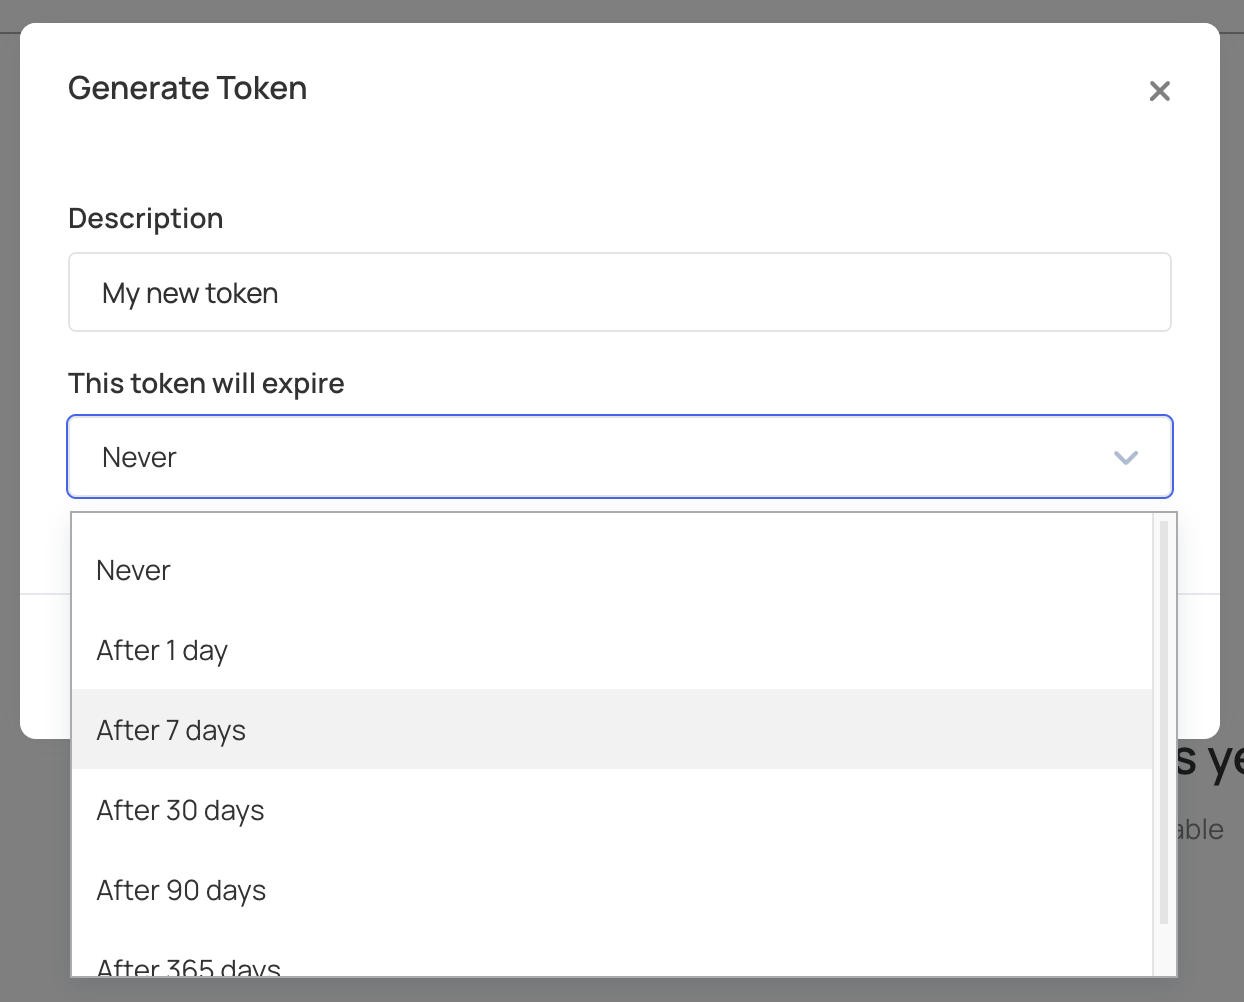 Generate Token
Description
My new token
This token will expire
Never
Never
After 1 day
After 7 days
After 30 days
After 90 days
After 365 days
able